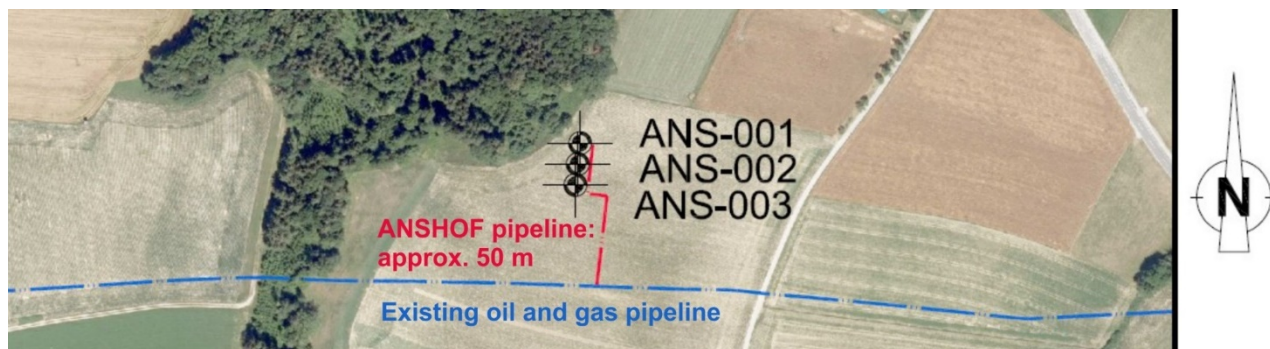 ANS-001
ANS-002
ANS-003
ANSHOF pipeline:
approx. 50 m
Existing oil and gas pipeline
N